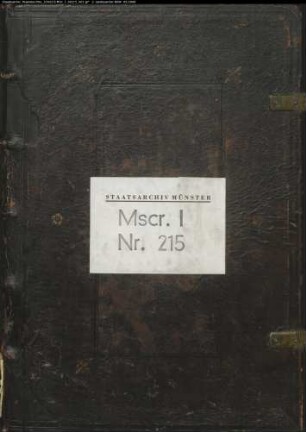 STAATSARCHIV MÜNSTER
Mscr. I
Nr. 215